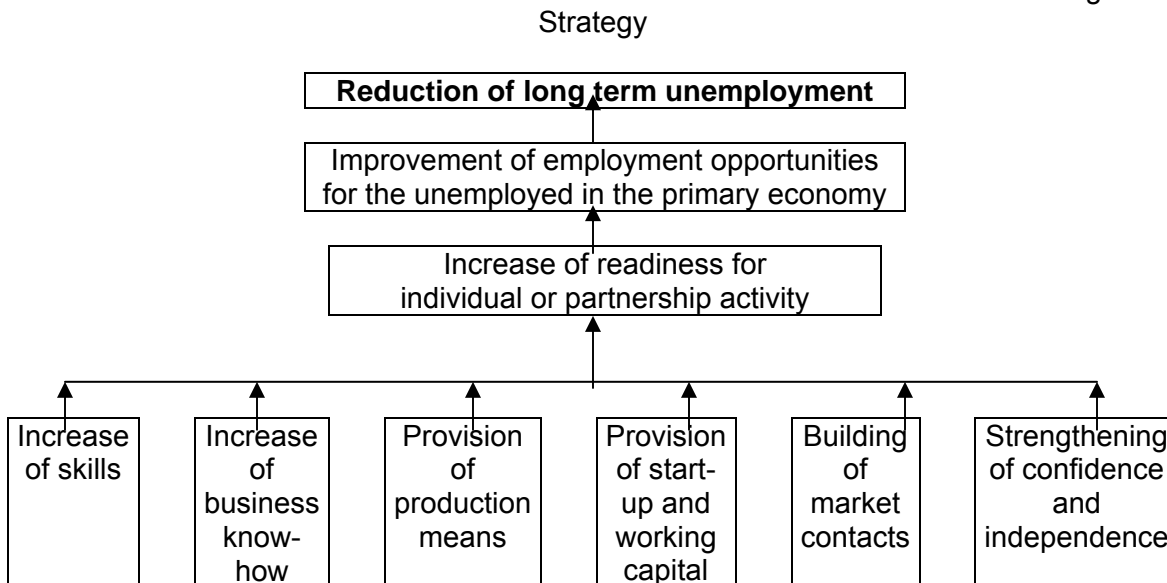 Strategy
Reduction of long term unemployment
Improvement of employment opportunities
for the unemployed in the primary economy
Increase of readiness for
individual or partnership activity
Increase
of skills
Increase
of
business
know-
how
Provision
of
production
means
Provision
of start-
up and
working
capital
Building
of
market
contacts
Strengthening
of confidence
and
independence